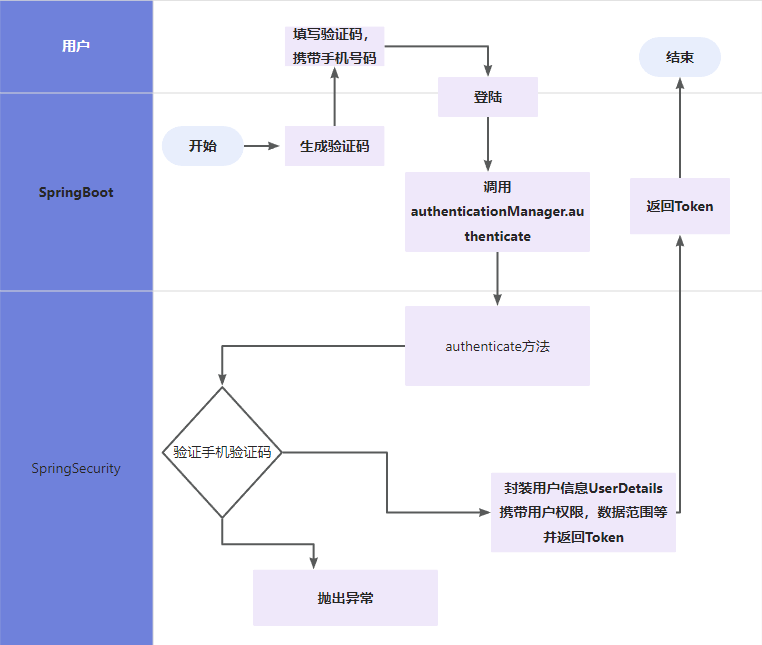 用户
填写验证码，
携带手机号码
结束
登陆
SpringBoot
开始
生成验证码
调用
authenticationManager.au
thenticate
返回Token
SpringSecurity
authenticate方法
验证手机验证码
封装用户信息UserDetails
携带用户权限，数据范围等
并返回Token
抛出异常